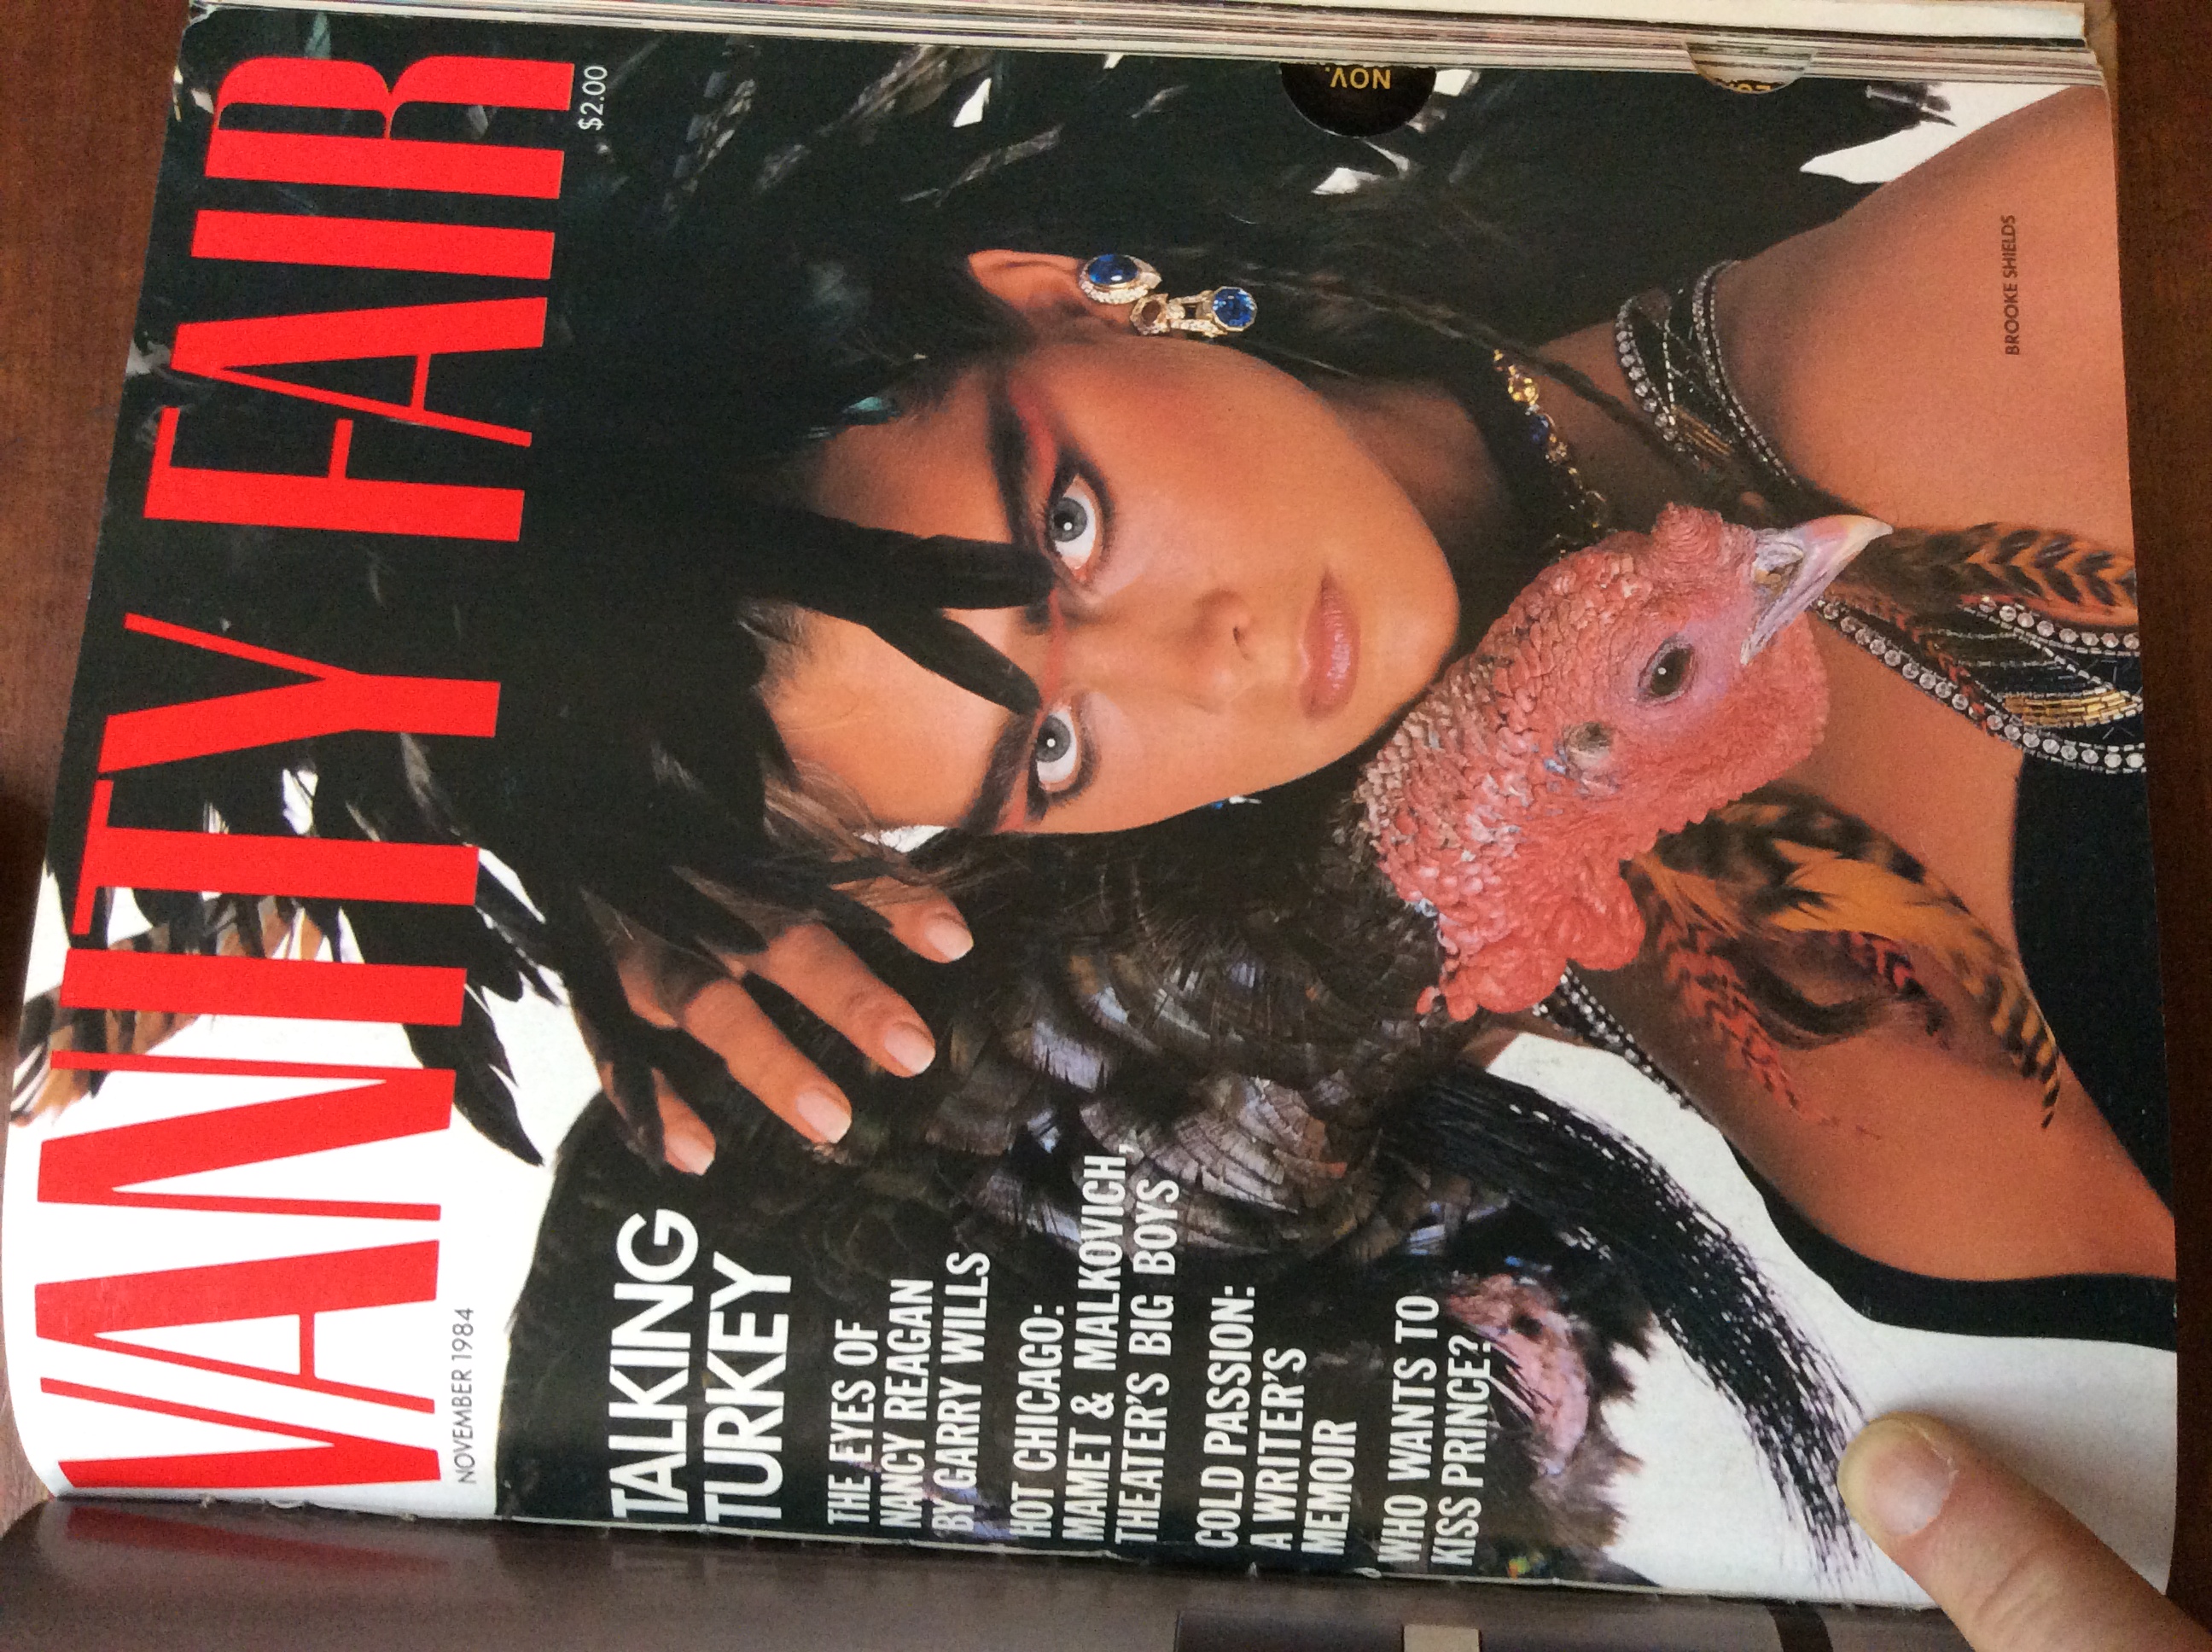 VANITY FAIR
NOVEMBER 1984
$2.00
TALKING
TURKEY
THE EYES OF
NANCY REAGAN
BY GARRY WILLS
HOT CHICAGO:
MAMET & MALKOVICH,
THEATER'S BIG BOYS
COLD PASSION:
A WRITER'S
MEMOIR
WHO WANTS TO
KISS PRINCE?
NOV.
BROOKE SHIELDS